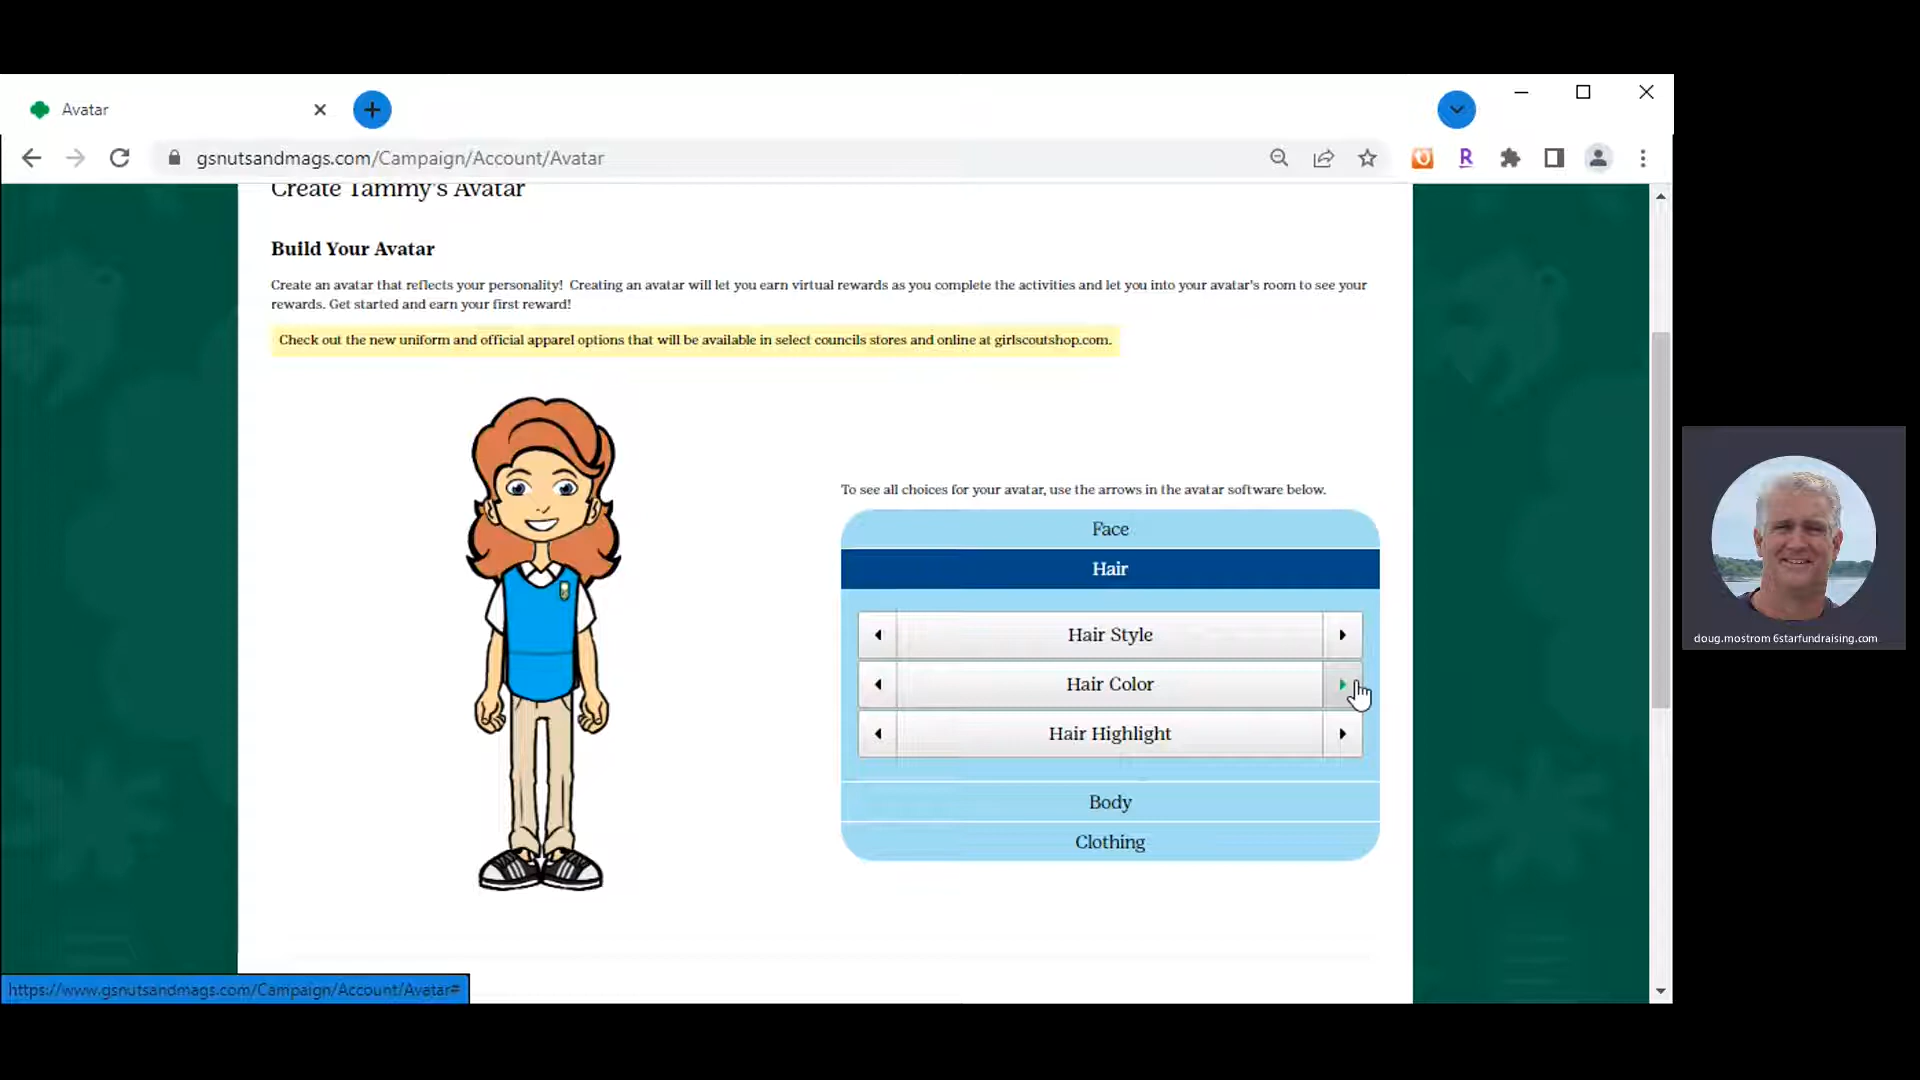 Avatar
gsnutsandmags.com/Campaign/Account/Avatar
R
Create Tammy's Avatar
Build Your Avatar
Create an avatar that reflects your personality! Creating an avatar will let you earn virtual rewards as you complete the activities and let you into your avatar's room to see your
rewards. Get started and earn your first reward!
Check out the new uniform and official apparel options that will be available in select councils stores and online at girlscoutshop.com.
To see all choices for your avatar, use the arrows in the avatar software below.
Face
Hair
Hair Style
Hair Color
Hair Highlight
Body
Clothing
doug.mostrom 6starfundraising.com
https://www.gsnutsandmags.com/Campaign/Account/Avatar#